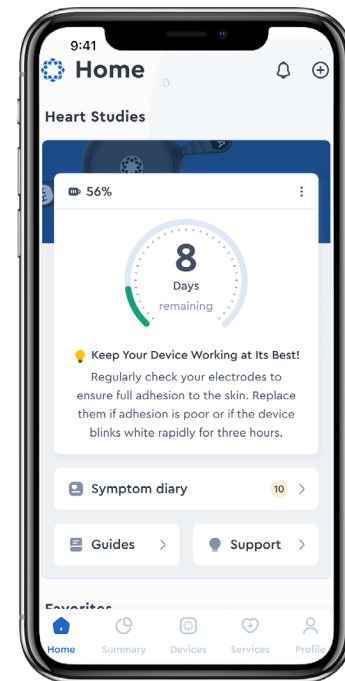 9:41
Home
Heart Studies
56%
8
Days
remaining
Keep Your Device Working at Its Best!
Regularly check your electrodes to
ensure full adhesion to the skin. Replace
them if adhesion is poor or if the device
blinks white rapidly for three hours.
Symptom diary 10
Guides Support
Favorites
Home Summary Devices Services Profile